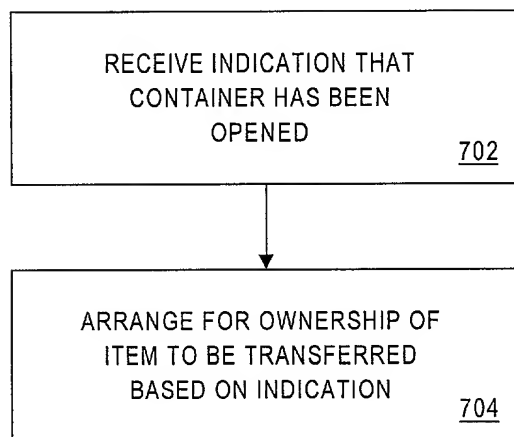 RECEIVE INDICATION THAT
CONTAINER HAS BEEN
OPENED
702
ARRANGE FOR OWNERSHIP OF
ITEM TO BE TRANSFERRED
BASED ON INDICATION
704